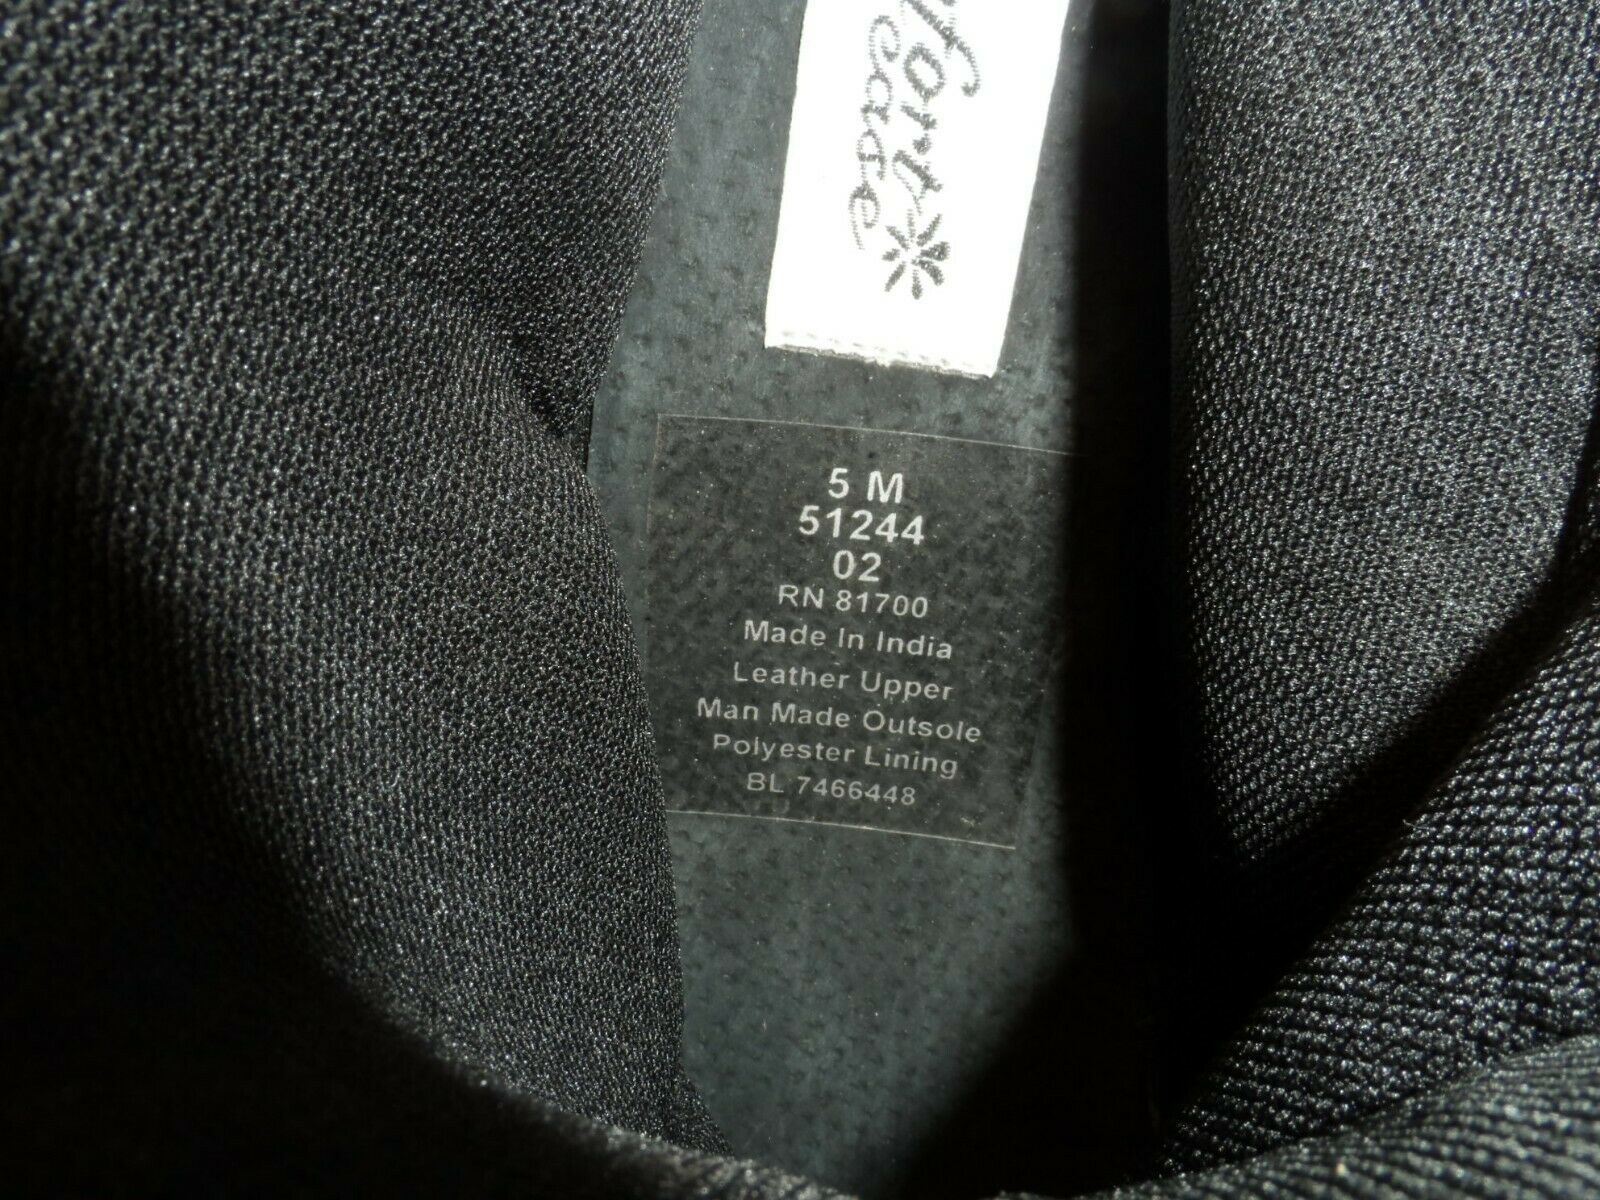 5 M
51244
02
RN 81700
Made In India
Leather Upper
Man Made Outsole
Polyester Lining
BL 7466448